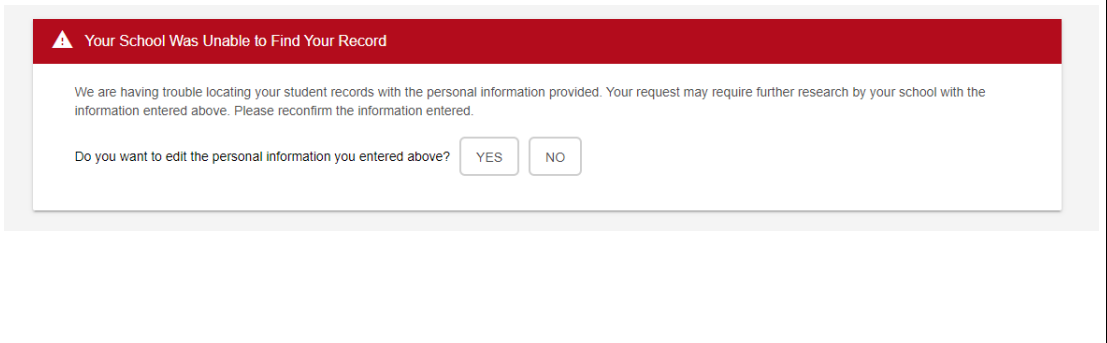 Your School Was Unable to Find Your Record
We are having trouble locating your student records with the personal information provided. Your request may require further research by your school with the
information entered above. Please reconfirm the information entered.
Do you want to edit the personal information you entered above? YES NO